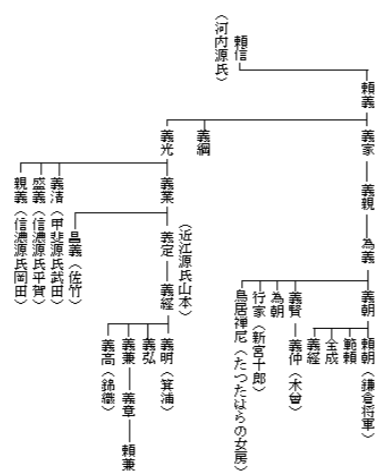 頼信
（河内源氏）
頼義
義家
義綱
義光
義親
為義
義業
義清（甲斐源氏武田）
盛義（信濃源氏平賀）
親義（信濃源氏岡田）
義定
（近江源氏山本）
昌義（佐竹）
義経
義朝
義賢
義仲（木曾）
為朝
行家（新宮十郎）
鳥居禅尼（たつたはらの女房）
頼朝（鎌倉将軍）
範頼
全成
義経
義明（箕浦）
義弘
義兼
義章
頼兼
義高（錦織）